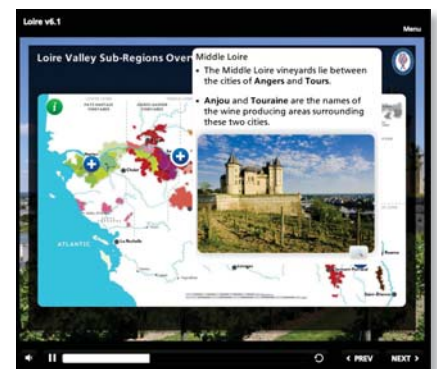 Loire v6.1
Menu
Loire Valley Sub-Regions Over
Middle Loire
• The Middle Loire vineyards lie between
the cities of Angers and Tours.
• Anjou and Touraine are the names of
the wine producing areas surrounding
these two cities.
ATLANTIC
La Rochelle
< PREV
NEXT >